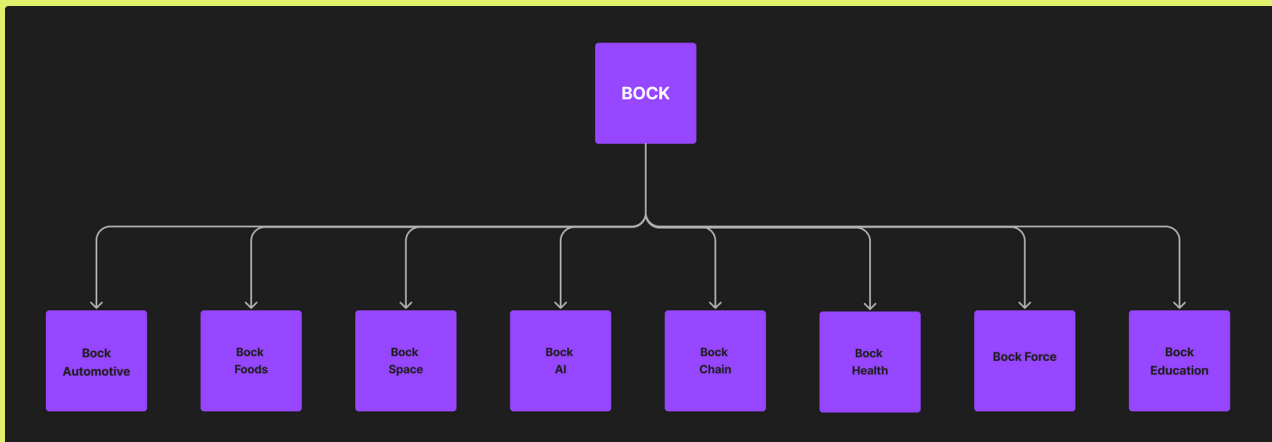 BOCK
Bock
Automotive
Bock
Foods
Bock
Space
Bock
AI
Bock
Chain
Bock
Health
Bock Force
Bock
Education